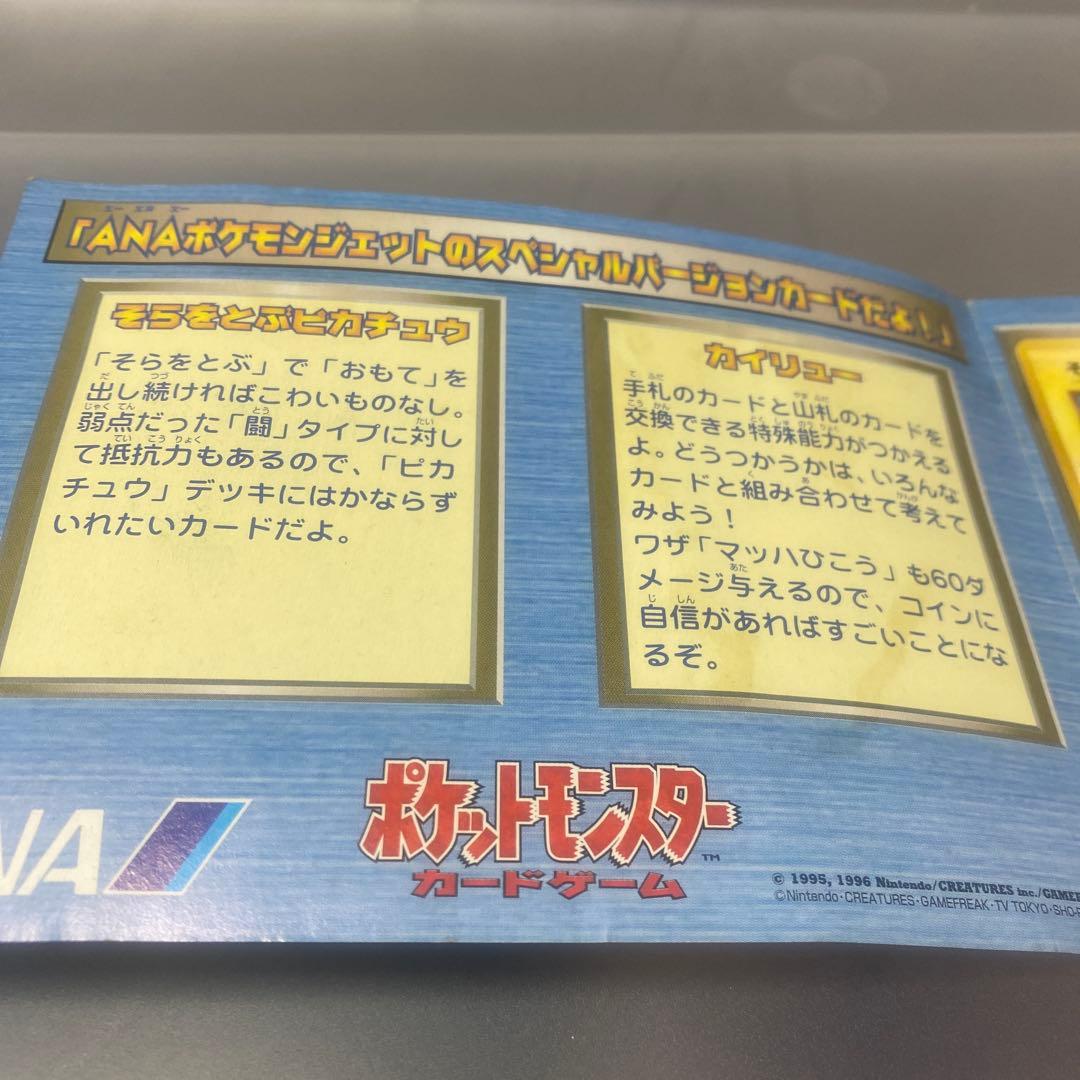 「ANAポケモンジェットのスペシャルバージョンカードだよ!」
そらをとぶピカチュウ
「そらをとぶ」で「おもて」を
出し続ければこわいものなし。
弱点だった「闘」タイプに対し
て抵抗力もあるので、「ピカ
チュウ」デッキにはかならず
いれたいカードだよ。
カイリュー
手札のカードと山札のカードを
交換できる特殊能力がつかえる
よ。どうつかうかは、いろんな
カードと組み合わせて考えて
みよう!
ワザ「マッハひこう」も60ダ
メージ与えるので、コインに
自信があればすごいことにな
るぞ。
NA
ポケットモンスター
TM
カードゲーム
© 1995, 1996 Nintendo/CREATURES inc./GAMEF
©Nintendo・CREATURES・GAMEFREAK・TV TOKYO・SHO-P